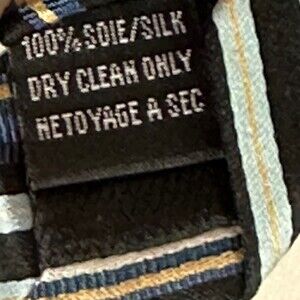 100% SOIE/SILK
DRY CLEAN ONLY
NETOYAGE A SEC